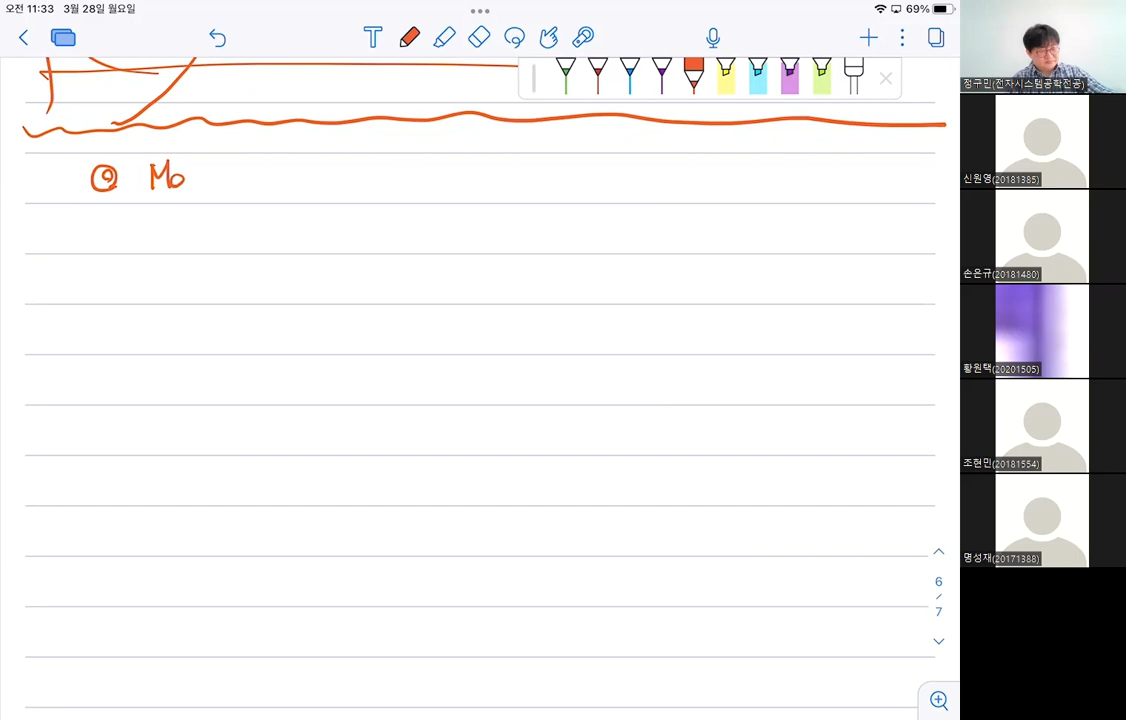 오전 11:33 3월 28일 월요일
69%
T
② Mo
6
/
7
정구민(전자시스템공학전공)
신원영(20181385)
손은규(20181480)
황원택(20201505)
조현민(20181554)
명성재(20171388)